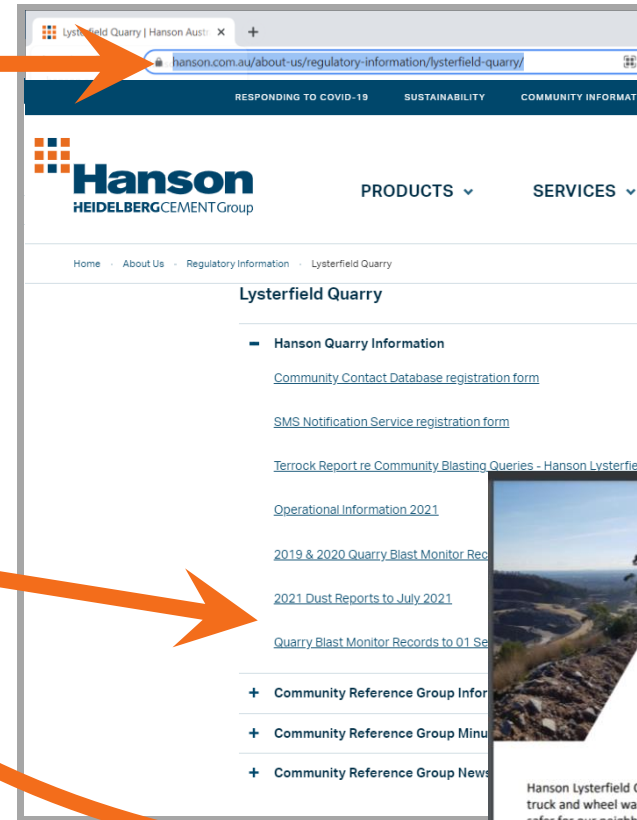 Lysterfield Quarry | Hanson Austr
hanson.com.au/about-us/regulatory-information/lysterfield-quarry/
RESPONDING TO COVID-19 SUSTAINABILITY COMMUNITY INFORMAT
Hanson
HEIDELBERGCEMENT Group
PRODUCTS SERVICES
Home About Us Regulatory Information Lysterfield Quarry
Lysterfield Quarry
Hanson Quarry Information
Community Contact Database registration form
SMS Notification Service registration form
Terrock Report re Community Blasting Queries - Hanson Lysterfie
Operational Information 2021
2019 & 2020 Quarry Blast Monitor Rec
2021 Dust Reports to July 2021
Quarry Blast Monitor Records to 01 Se
+ Community Reference Group Infor
+ Community Reference Group Minu
+ Community Reference Group News
Hanson Lysterfield
truck and wheel wa